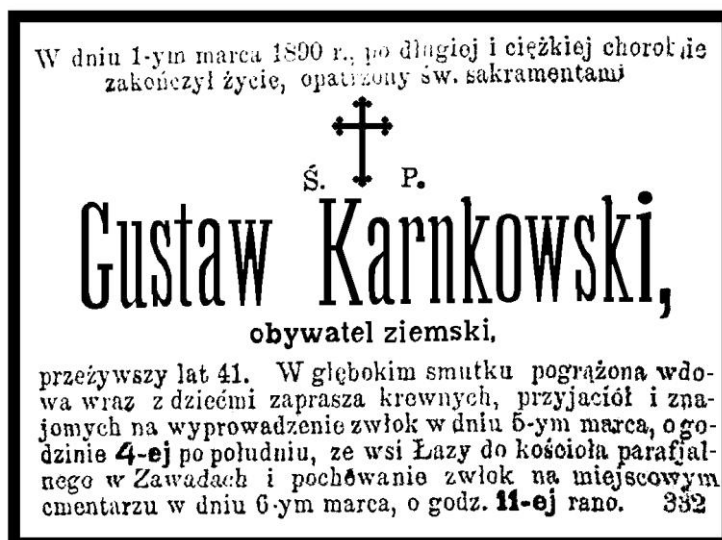 W dniu 1-ym marca 1890 r., po długiej i ciężkiej chorobie
zakończył życie, opatrzony św. sakramentami
Ś. P.
Gustaw Karnkowski,
obywatel ziemski,
przeżywszy lat 41. W głębokim smutku pogrążona wdo-
wa wraz z dziećmi zaprasza krewnych, przyjaciół i zna-
jomych na wyprowadzenie zwłok w dniu 5-ym marca, o go-
dzinie 4-ej po południu, ze wsi Łazy do kościoła parafjal-
nego w Zawadach i pochówanie zwłok na miejscowym
cmentarzu w dniu 6-ym marca, o godz. 11-ej rano. 332